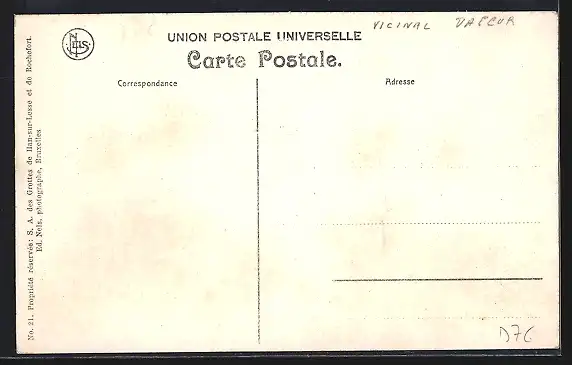 VICINAL VAPEUR
UNION POSTALE UNIVERSELLE
Carte Postale.
Correspondance
Adresse
No. 21. Propriété réservée: S. A. des Grottes de Han-sur-Lesse et de Rochefort.
Ed. Nels, photographe, Bruxelles
D76